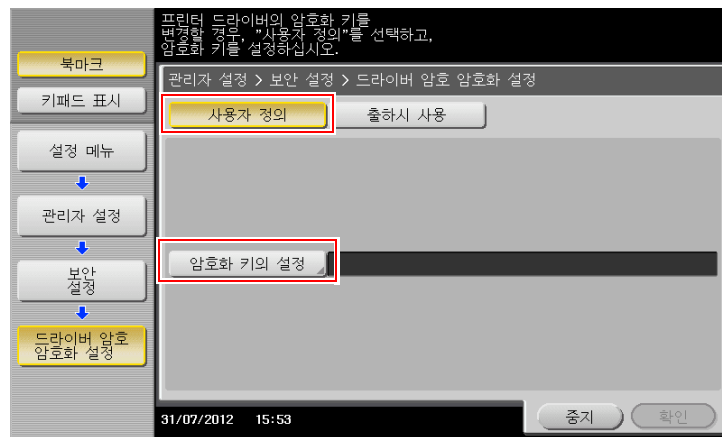 프린터 드라이버의 암호화 키를
변경할 경우, "사용자 정의"를 선택하고,
암호화 키를 설정하십시오.
북마크
관리자 설정 > 보안 설정 > 드라이버 암호 암호화 설정
키패드 표시
사용자 정의
출하시 사용
설정 메뉴
관리자 설정
암호화 키의 설정
보안
설정
드라이버 암호
암호화 설정
31/07/2012 15:53
중지
확인